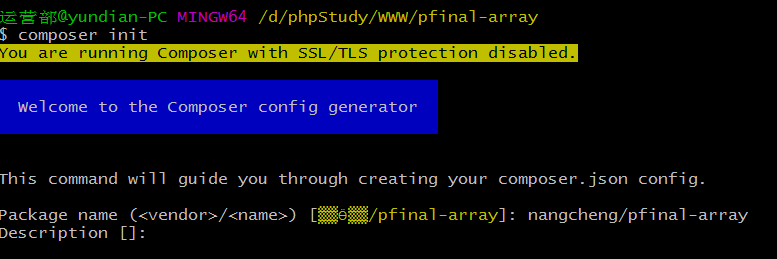 运营部@yundian-PC MINGW64 /d/phpStudy/WWW/pfinal-array
$ composer init
You are running Composer with SSL/TLS protection disabled.
Welcome to the Composer config generator
This command will guide you through creating your composer.json config.
Package name (<vendor>/<name>) [▒▒ө▒▒/pfinal-array]: nangcheng/pfinal-array
Description []: